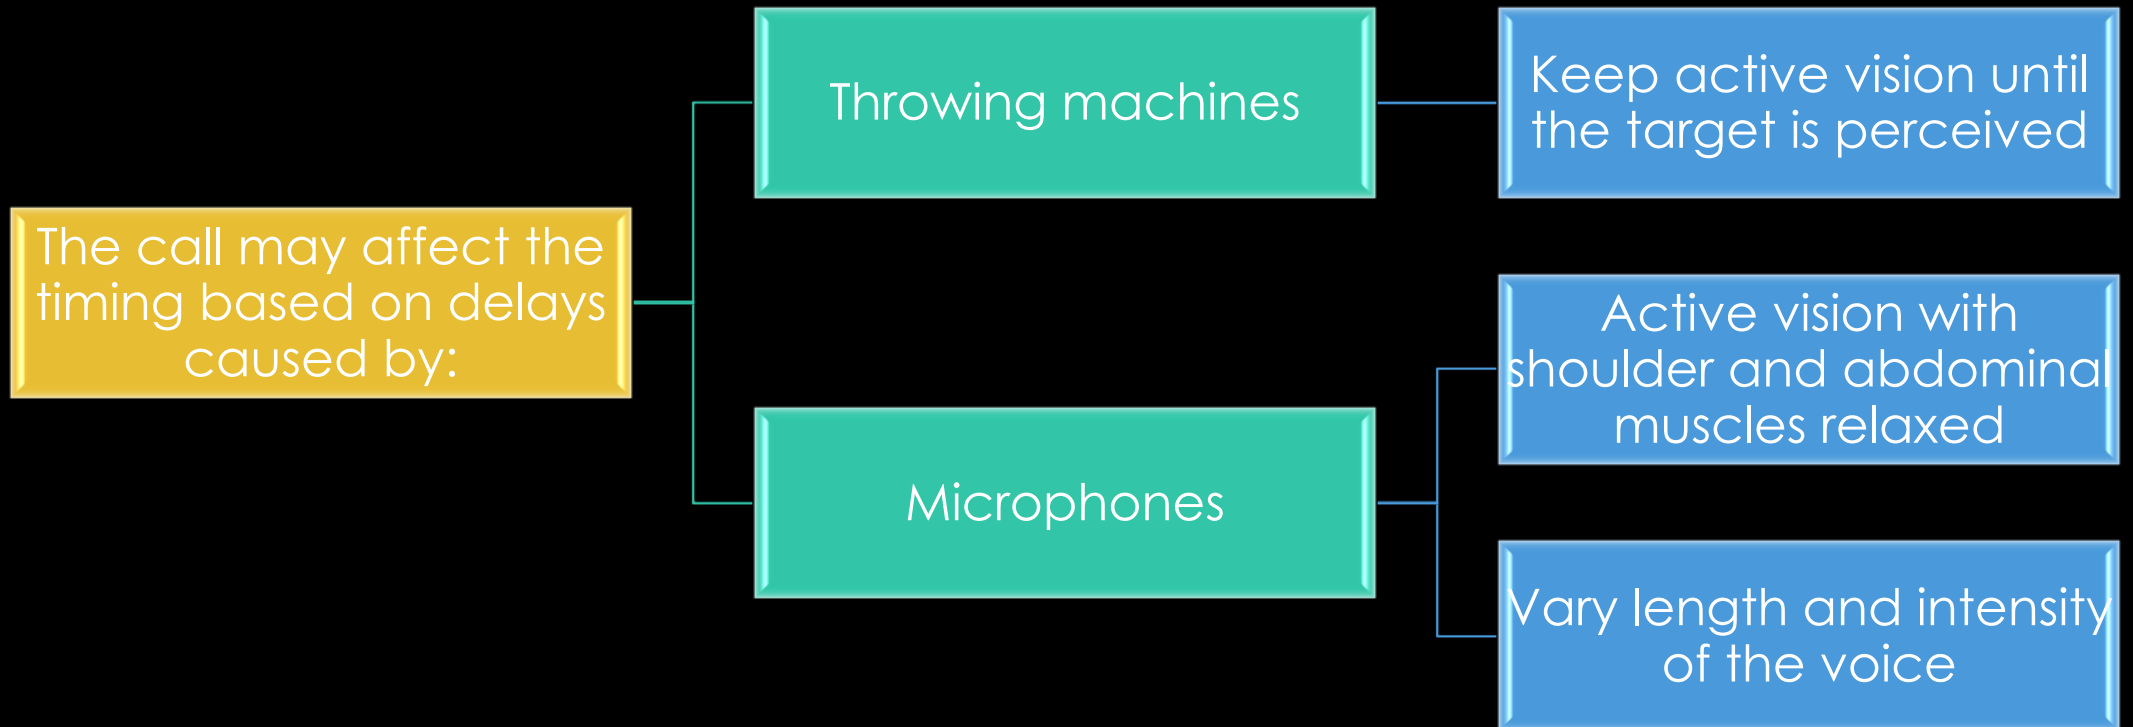 The call may affect the
timing based on delays
caused by:
Throwing machines
Keep active vision until
the target is perceived
Microphones
Active vision with
shoulder and abdominal
muscles relaxed
Vary length and intensity
of the voice